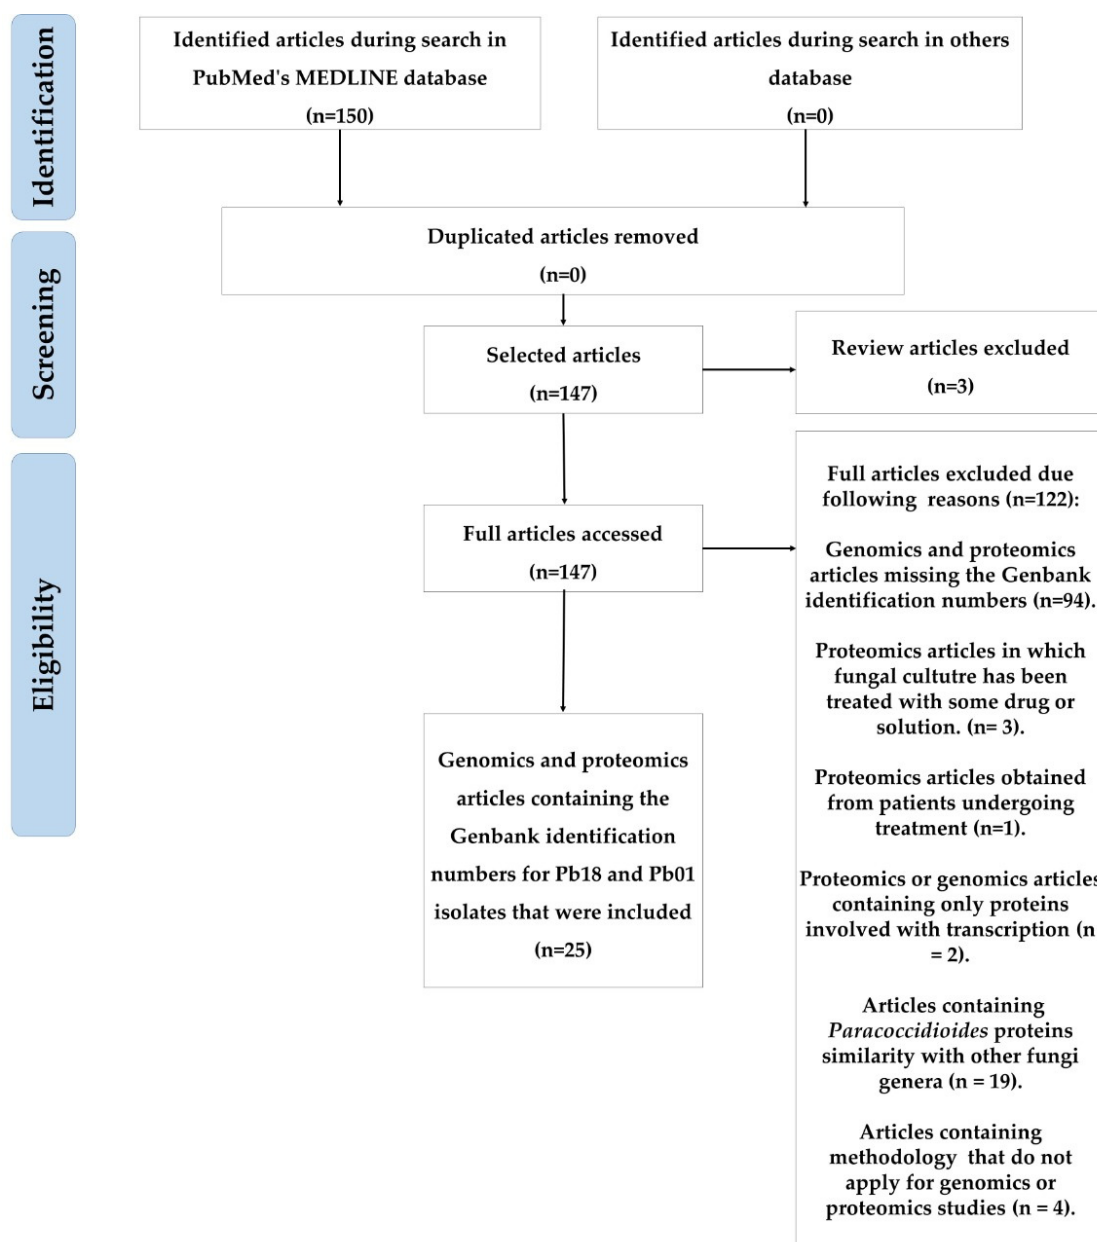 Identification
Identified articles during search in
PubMed's MEDLINE database
(n=150)
Identified articles during search in others
database
(n=0)
Screening
Duplicated articles removed
(n=0)
Selected articles
(n=147)
Review articles excluded
(n=3)
Eligibility
Full articles accessed
(n=147)
Full articles excluded due
following reasons (n=122):
Genomics and proteomics
articles missing the Genbank
identification numbers (n=94).
Proteomics articles in which
fungal cultutre has been
treated with some drug or
solution. (n= 3).
Proteomics articles obtained
from patients undergoing
treatment (n=1).
Proteomics or genomics articles
containing only proteins
involved with transcription (n
= 2).
Articles containing
Paracoccidioides proteins
similarity with other fungi
genera (n = 19).
Articles containing
methodology that do not
apply for genomics or
proteomics studies (n = 4).
Genomics and proteomics
articles containing the
Genbank identification
numbers for Pb18 and Pb01
isolates that were included
(n=25)